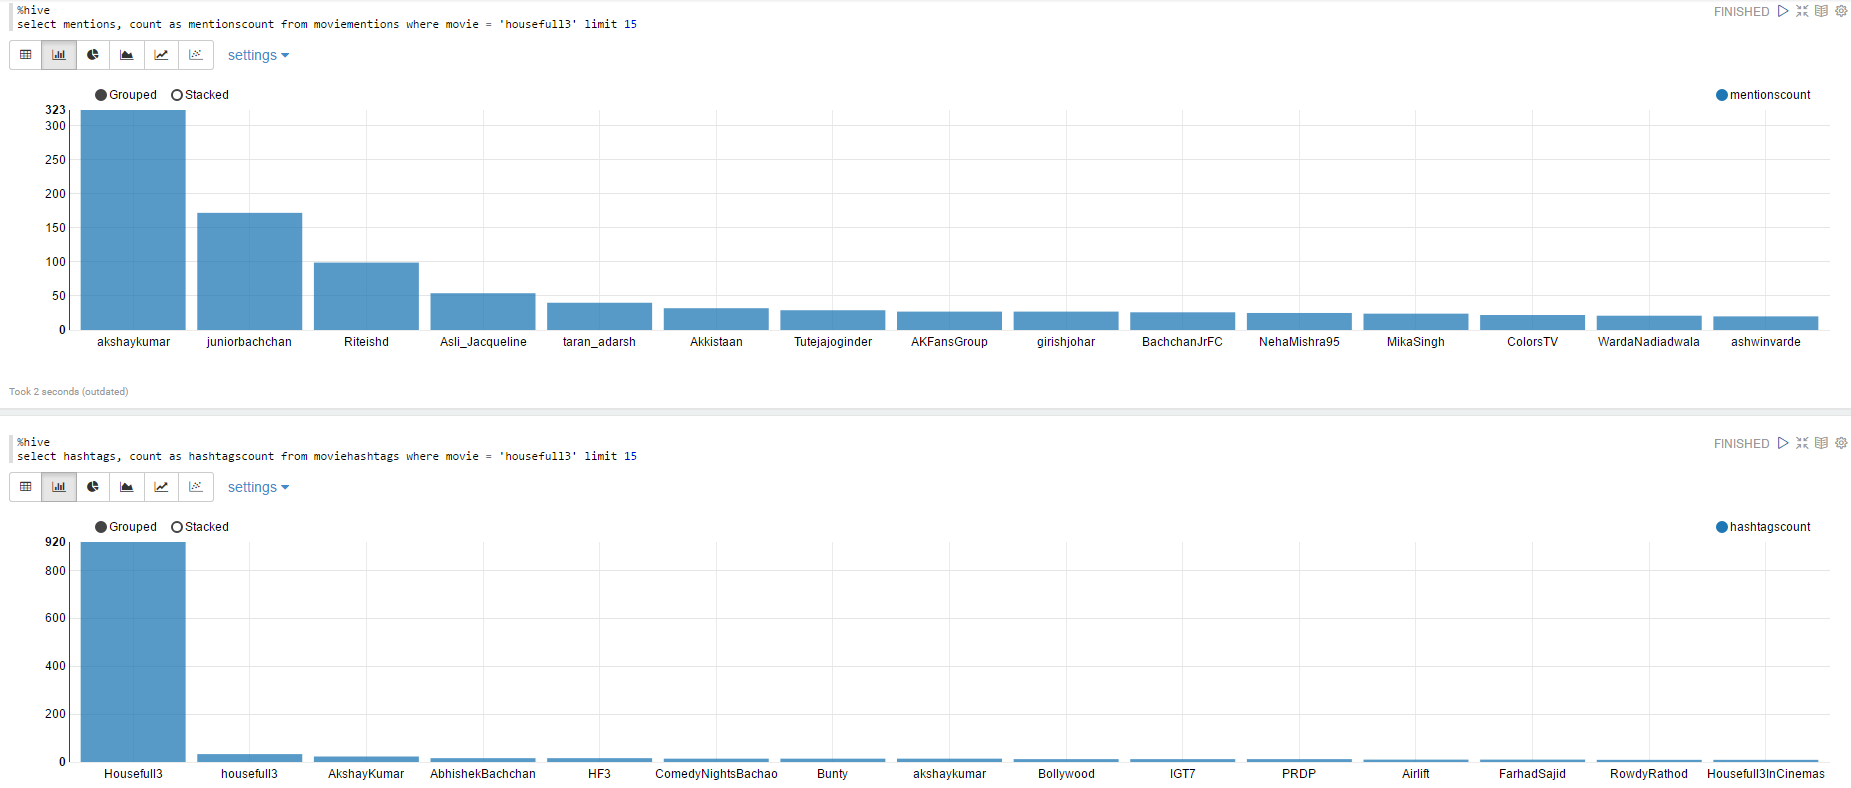 %hive
FINISHED
select mentions, count as mentionscount from moviementions where movie = 'housefull3' limit 15
settings
Grouped Stacked mentionscount
323
300
250
200
150
100
50
0
akshaykumar juniorbachchan Riteishd Asli_Jacqueline taran_adarsh Akkistaan Tutejajoginder AKFansGroup girishjohar BachchanJrFC NehaMishra95 MikaSingh ColorsTV WardaNadiadwala ashwinvarde
Took 2 seconds (outdated)
%hive
FINISHED
select hashtags, count as hashtagscount from moviehashtags where movie = 'housefull3' limit 15
settings
Grouped Stacked hashtagscount
920
800
600
400
200
0
Housefull3 housefull3 AkshayKumar AbhishekBachchan HF3 ComedyNightsBachao Bunty akshaykumar Bollywood IGT7 PRDP Airlift FarhadSajid RowdyRathod Housefull3InCinemas